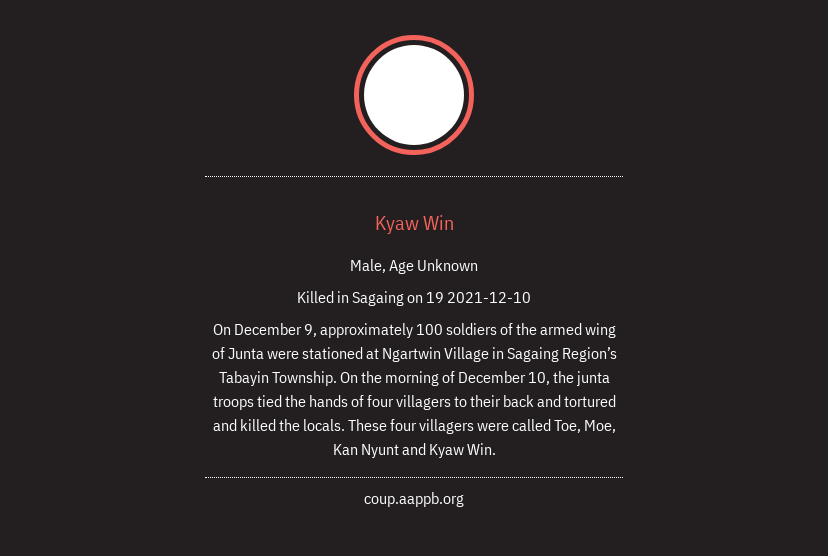 Kyaw Win
Male, Age Unknown
Killed in Sagaing on 19 2021-12-10
On December 9, approximately 100 soldiers of the armed wing
of Junta were stationed at Ngartwin Village in Sagaing Region’s
Tabayin Township. On the morning of December 10, the junta
troops tied the hands of four villagers to their back and tortured
and killed the locals. These four villagers were called Toe, Moe,
Kan Nyunt and Kyaw Win.
coup.aappb.org